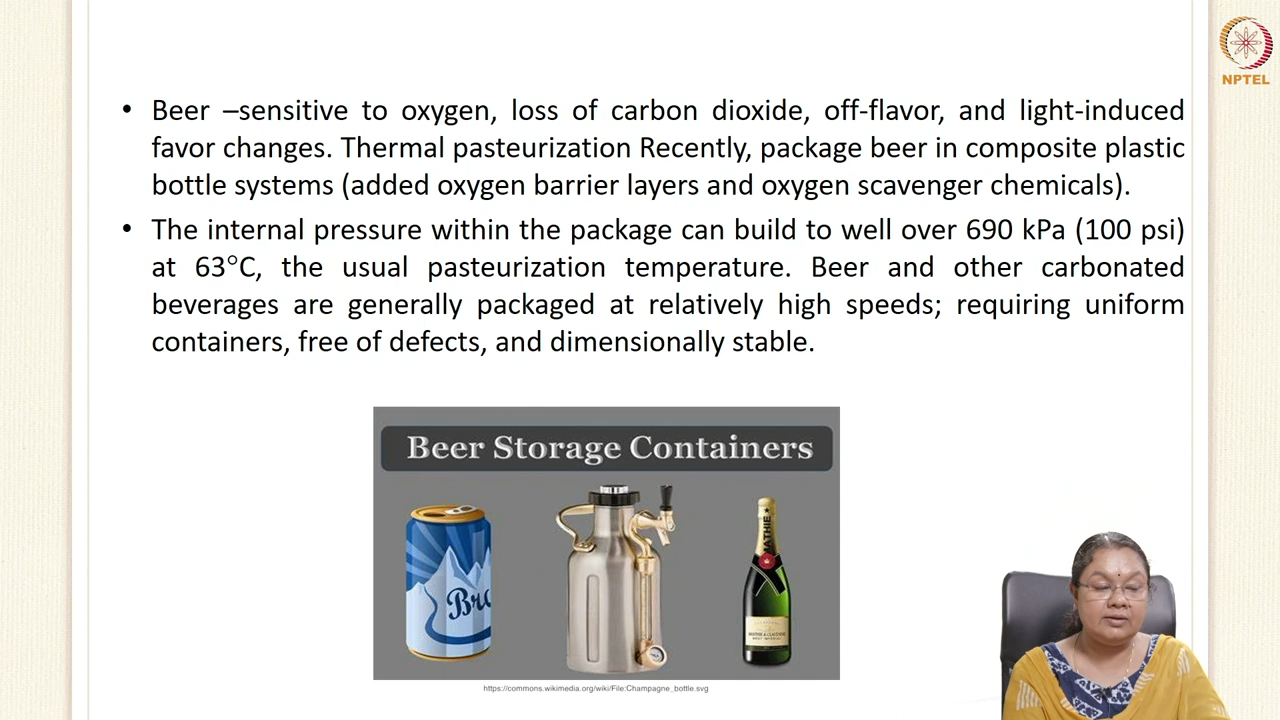 NPTEL
• Beer –sensitive to oxygen, loss of carbon dioxide, off-flavor, and light-induced
favor changes. Thermal pasteurization Recently, package beer in composite plastic
bottle systems (added oxygen barrier layers and oxygen scavenger chemicals).
• The internal pressure within the package can build to well over 690 kPa (100 psi)
at 63°C, the usual pasteurization temperature. Beer and other carbonated
beverages are generally packaged at relatively high speeds; requiring uniform
containers, free of defects, and dimensionally stable.
Beer Storage Containers
Bro
MATHIE
https://commons.wikimedia.org/wiki/File:Champagne_bottle.svg